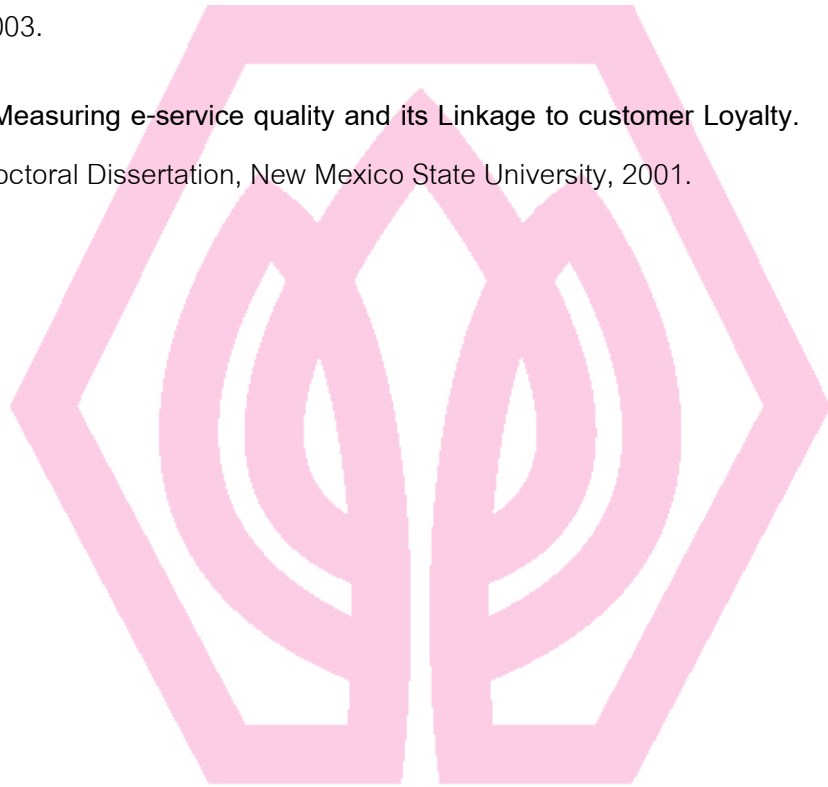 003.
Measuring e-service quality and its Linkage to customer Loyalty.
octoral Dissertation, New Mexico State University, 2001.